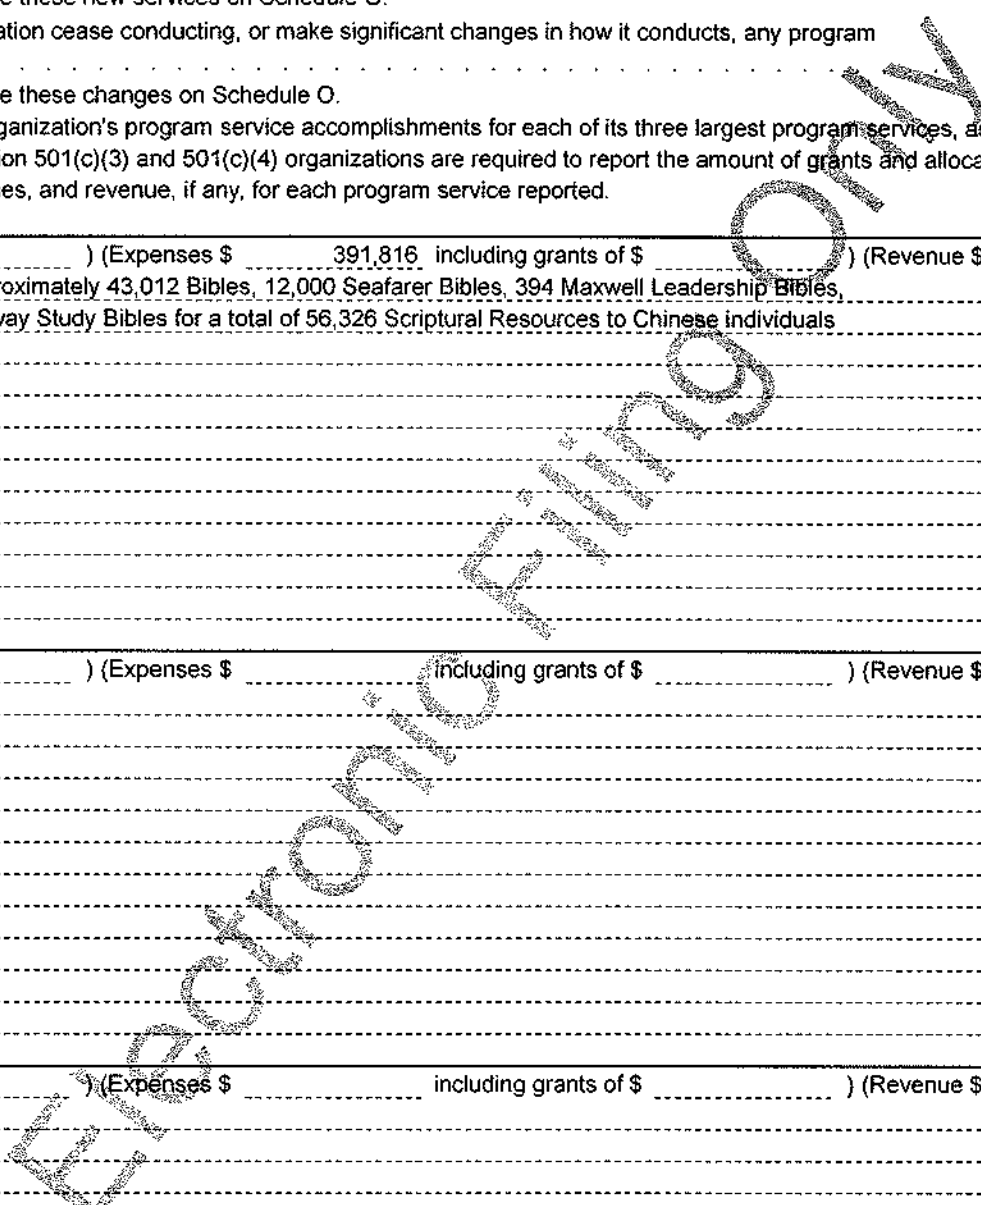 e these new services on Schedule O.
ation cease conducting, or make significant changes in how it conducts, any program
e these changes on Schedule O.
ganization's program service accomplishments for each of its three largest program services, a
ion 501(c)(3) and 501(c)(4) organizations are required to report the amount of grants and alloca
es, and revenue, if any, for each program service reported.
) (Expenses $ 391,816 including grants of $ ) (Revenue $
roximately 43,012 Bibles, 12,000 Seafarer Bibles, 394 Maxwell Leadership Bibles,
way Study Bibles for a total of 56,326 Scriptural Resources to Chinese individuals
) (Expenses $ including grants of $ ) (Revenue $
) (Expenses $ including grants of $ ) (Revenue $
Electronic Filing Only